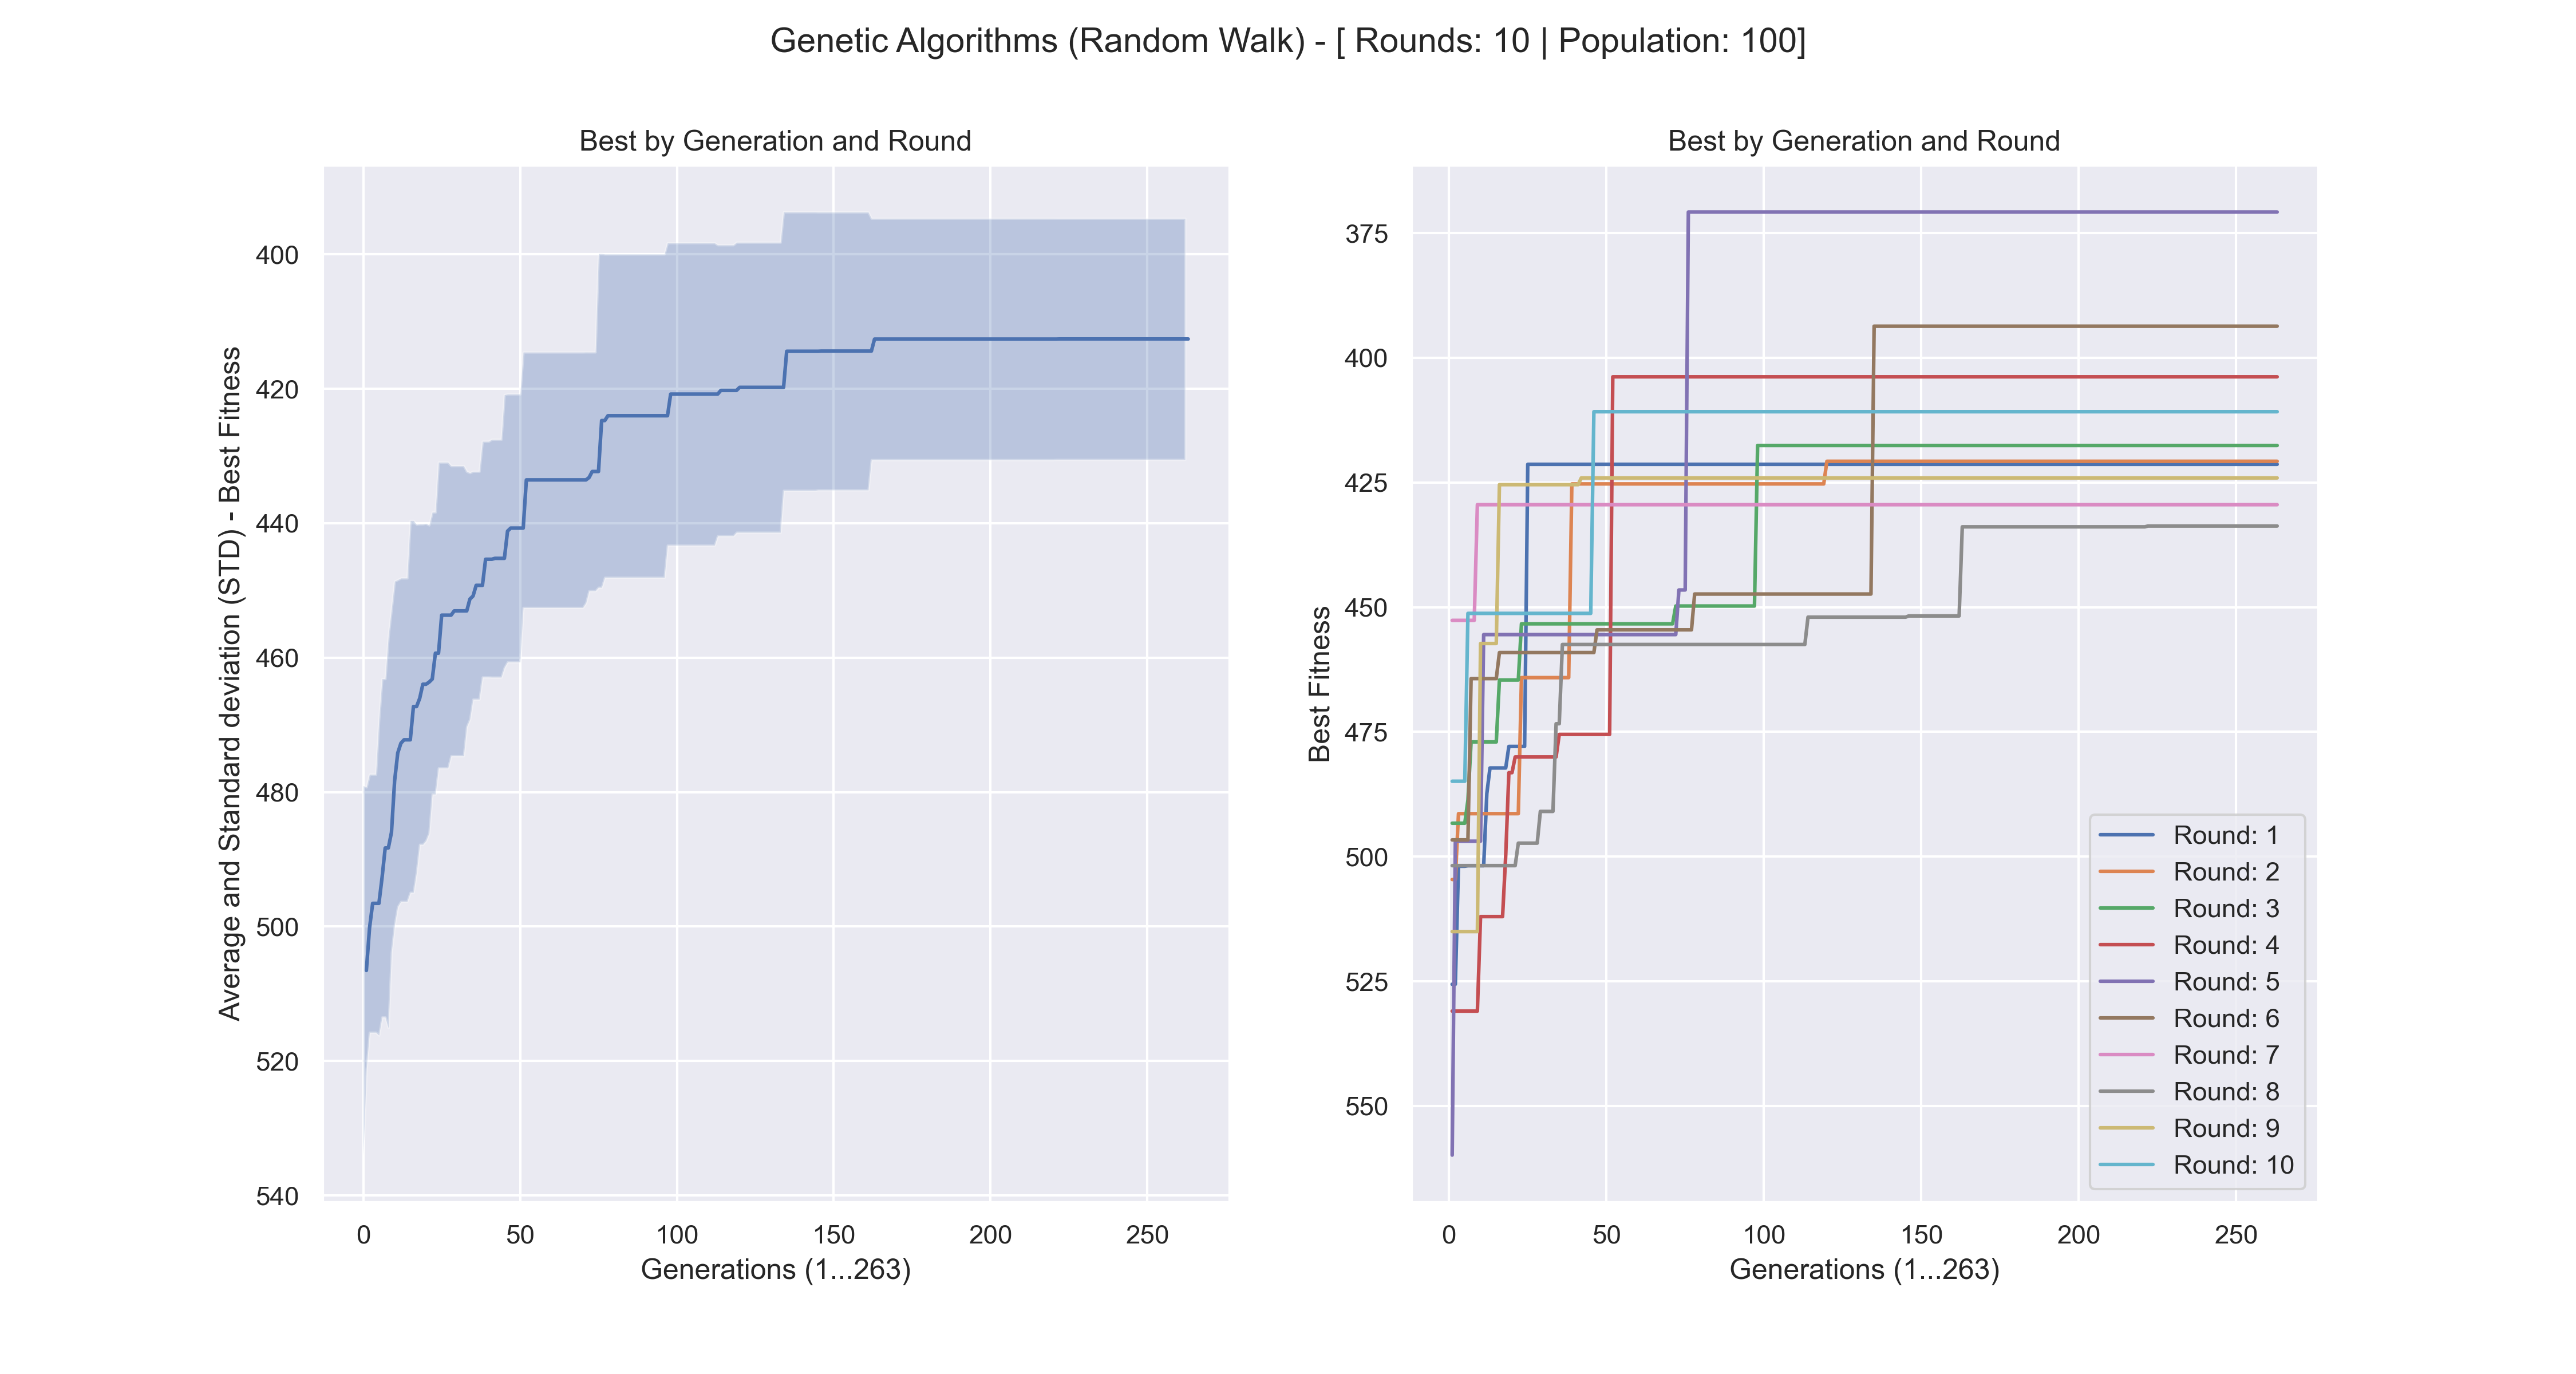 Genetic Algorithms (Random Walk) - [ Rounds: 10 | Population: 100]
Best by Generation and Round
Average and Standard deviation (STD) - Best Fitness
400
420
440
460
480
500
520
540
0 50 100 150 200 250
Generations (1...263)
Best by Generation and Round
Best Fitness
375
400
425
450
475
500
525
550
Round: 1
Round: 2
Round: 3
Round: 4
Round: 5
Round: 6
Round: 7
Round: 8
Round: 9
Round: 10
0 50 100 150 200 250
Generations (1...263)